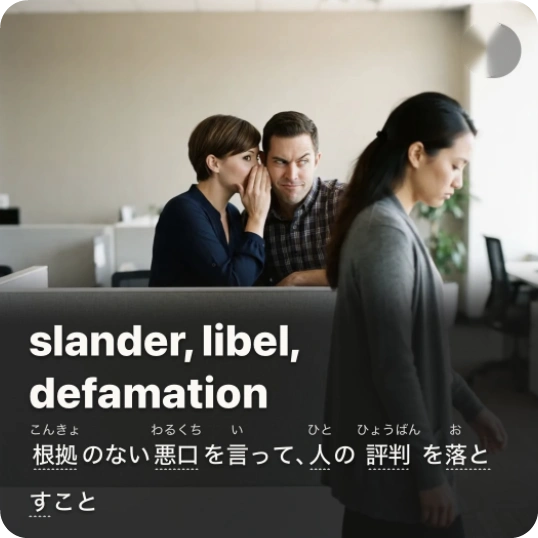 slander, libel,
defamation
こんきょ わるくち い ひと ひょうばん お
根拠のない悪口を言って、人の評判を落と
すこと